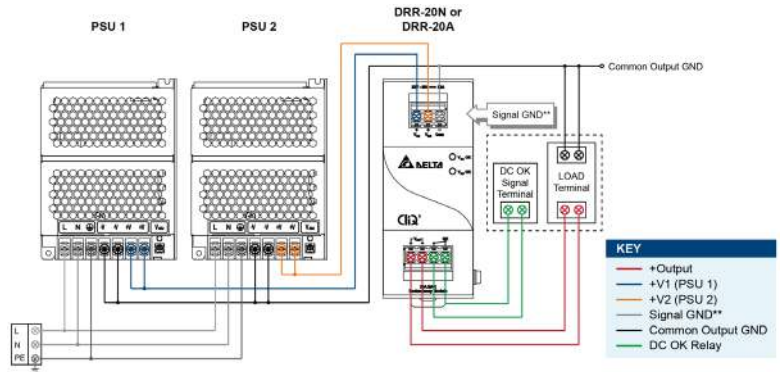 PSU 1
PSU 2
DRR-20N or
DRR-20A
Common Output GND
Signal GND**
DELTA
CliQ
DC OK
Signal
Terminal
LOAD
Terminal
L N -V -V +V +V
L N -V -V +V +V
L
N
PE
KEY
+Output
+V1 (PSU 1)
+V2 (PSU 2)
Signal GND**
Common Output GND
DC OK Relay